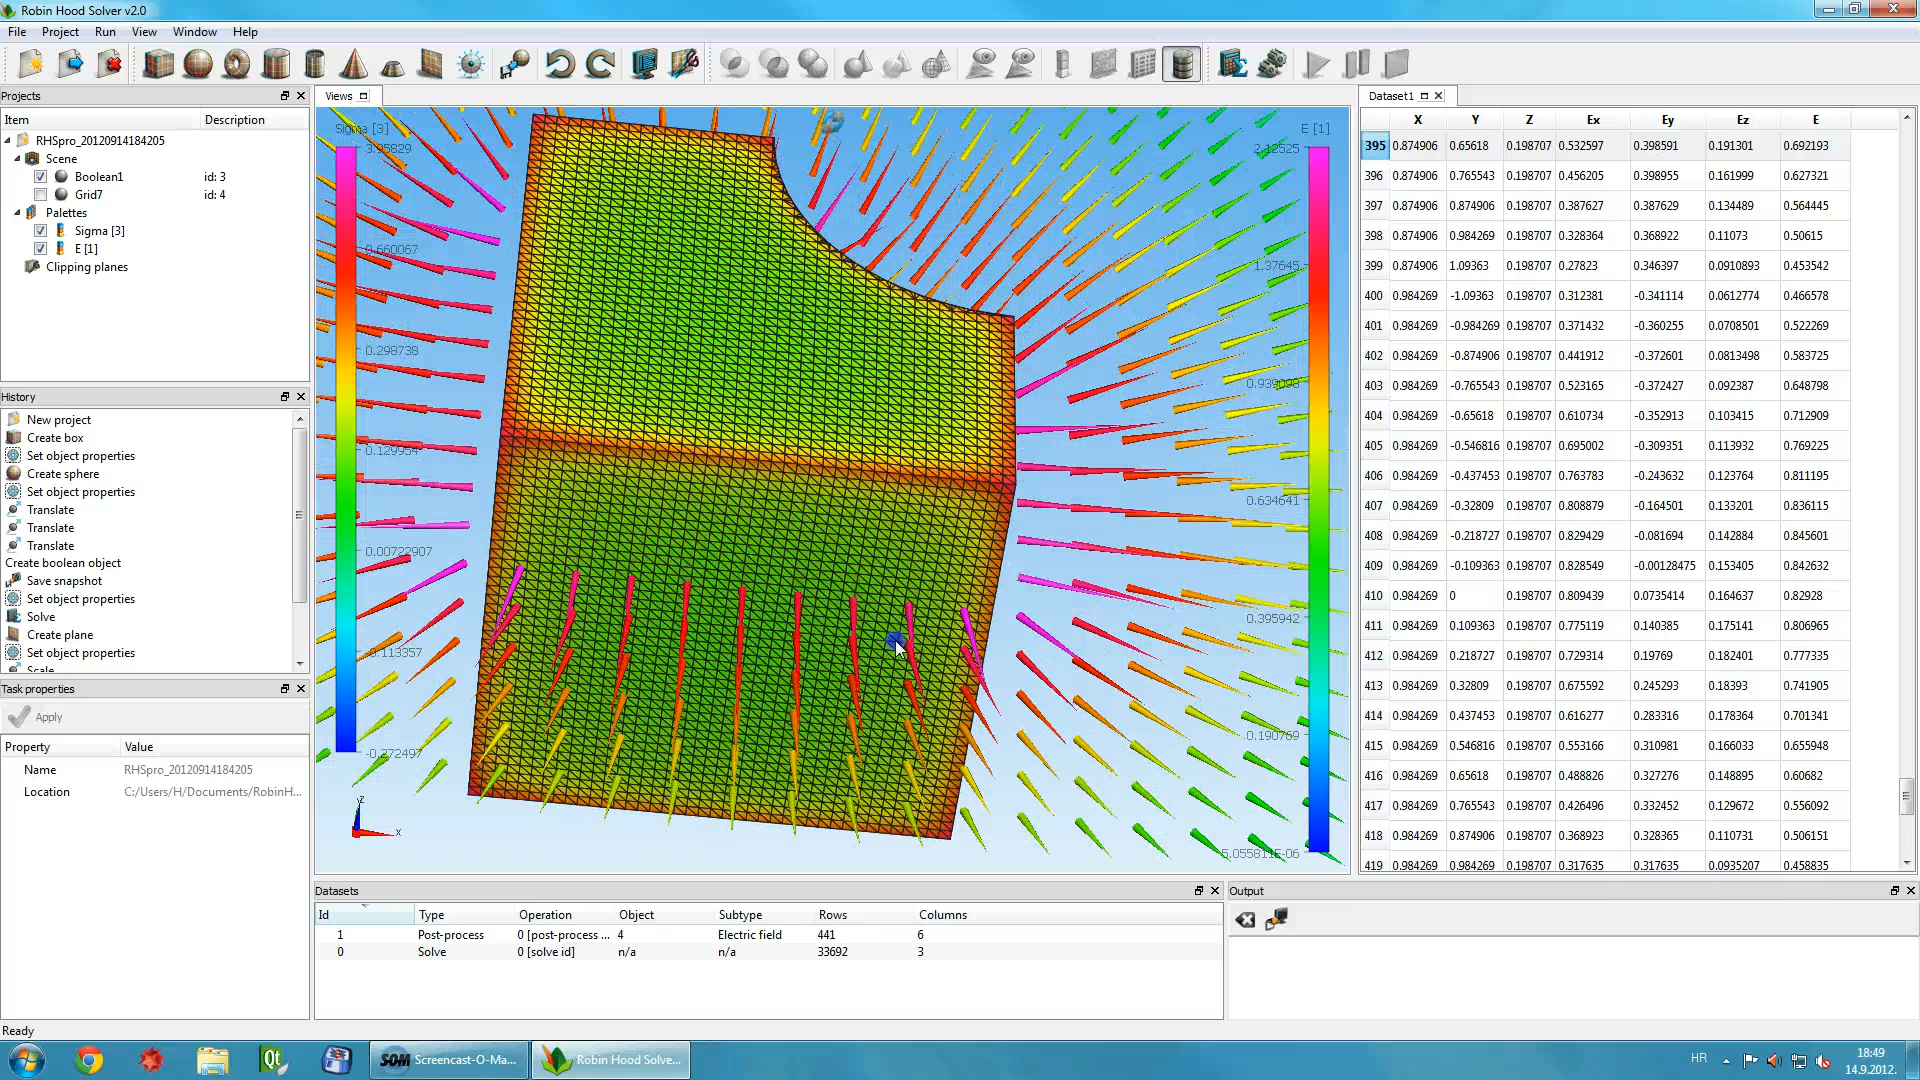 Robin Hood Solver v2.0
File Project Run View Window Help
Projects
Item Description
RHSpro_20120914184205
Scene
Boolean1 id: 3
Grid7 id: 4
Palettes
Sigma [3]
E [1]
Clipping planes
History
New project
Create box
Set object properties
Create sphere
Set object properties
Translate
Translate
Translate
Create boolean object
Save snapshot
Set object properties
Solve
Create plane
Set object properties
Scale
Task properties
Apply
Property Value
Name RHSpro_20120914184205
Location C:/Users/H/Documents/RobinH...
Ready
Views
Sigma [3]
0.660067
0.298738
0.129954
0.00722907
-0.113357
-0.272497
E [1]
2.12525
1.37645
0.939098
0.634641
0.395942
0.190769
5.055811E-06
z
x
Dataset1
X Y Z Ex Ey Ez E
395 0.874906 0.65618 0.198707 0.532597 0.398591 0.191301 0.692193
396 0.874906 0.765543 0.198707 0.456205 0.398955 0.161999 0.627321
397 0.874906 0.874906 0.198707 0.387627 0.387629 0.134489 0.564445
398 0.874906 0.984269 0.198707 0.328364 0.368922 0.11073 0.50615
399 0.874906 1.09363 0.198707 0.27823 0.346397 0.0910893 0.453542
400 0.984269 -1.09363 0.198707 0.312381 -0.341114 0.0612774 0.466578
401 0.984269 -0.984269 0.198707 0.371432 -0.360255 0.0708501 0.522269
402 0.984269 -0.874906 0.198707 0.441912 -0.372601 0.0813498 0.583725
403 0.984269 -0.765543 0.198707 0.523165 -0.372427 0.092387 0.648798
404 0.984269 -0.65618 0.198707 0.610734 -0.352913 0.103415 0.712909
405 0.984269 -0.546816 0.198707 0.695002 -0.309351 0.113932 0.769225
406 0.984269 -0.437453 0.198707 0.763783 -0.243632 0.123764 0.811195
407 0.984269 -0.32809 0.198707 0.808879 -0.164501 0.133201 0.836115
408 0.984269 -0.218727 0.198707 0.829429 -0.081694 0.142884 0.845601
409 0.984269 -0.109363 0.198707 0.828549 -0.00128475 0.153405 0.842632
410 0.984269 0 0.198707 0.809439 0.0735414 0.164637 0.82928
411 0.984269 0.109363 0.198707 0.775119 0.140385 0.175141 0.806965
412 0.984269 0.218727 0.198707 0.729314 0.19769 0.182401 0.777335
413 0.984269 0.32809 0.198707 0.675592 0.245293 0.18393 0.741905
414 0.984269 0.437453 0.198707 0.616277 0.283316 0.178364 0.701341
415 0.984269 0.546816 0.198707 0.553166 0.310981 0.166033 0.655948
416 0.984269 0.65618 0.198707 0.488826 0.327276 0.148895 0.60682
417 0.984269 0.765543 0.198707 0.426496 0.332452 0.129672 0.556092
418 0.984269 0.874906 0.198707 0.368923 0.328365 0.110731 0.506151
419 0.984269 0.984269 0.198707 0.317635 0.317635 0.0935207 0.458835
Datasets
Id Type Operation Object Subtype Rows Columns
1 Post-process 0 [post-process ... 4 Electric field 441 6
0 Solve 0 [solve id] n/a n/a 33692 3
Output
Qt
SOM Screencast-O-Ma...
Robin Hood Solve...
HR
18:49
14.9.2012.